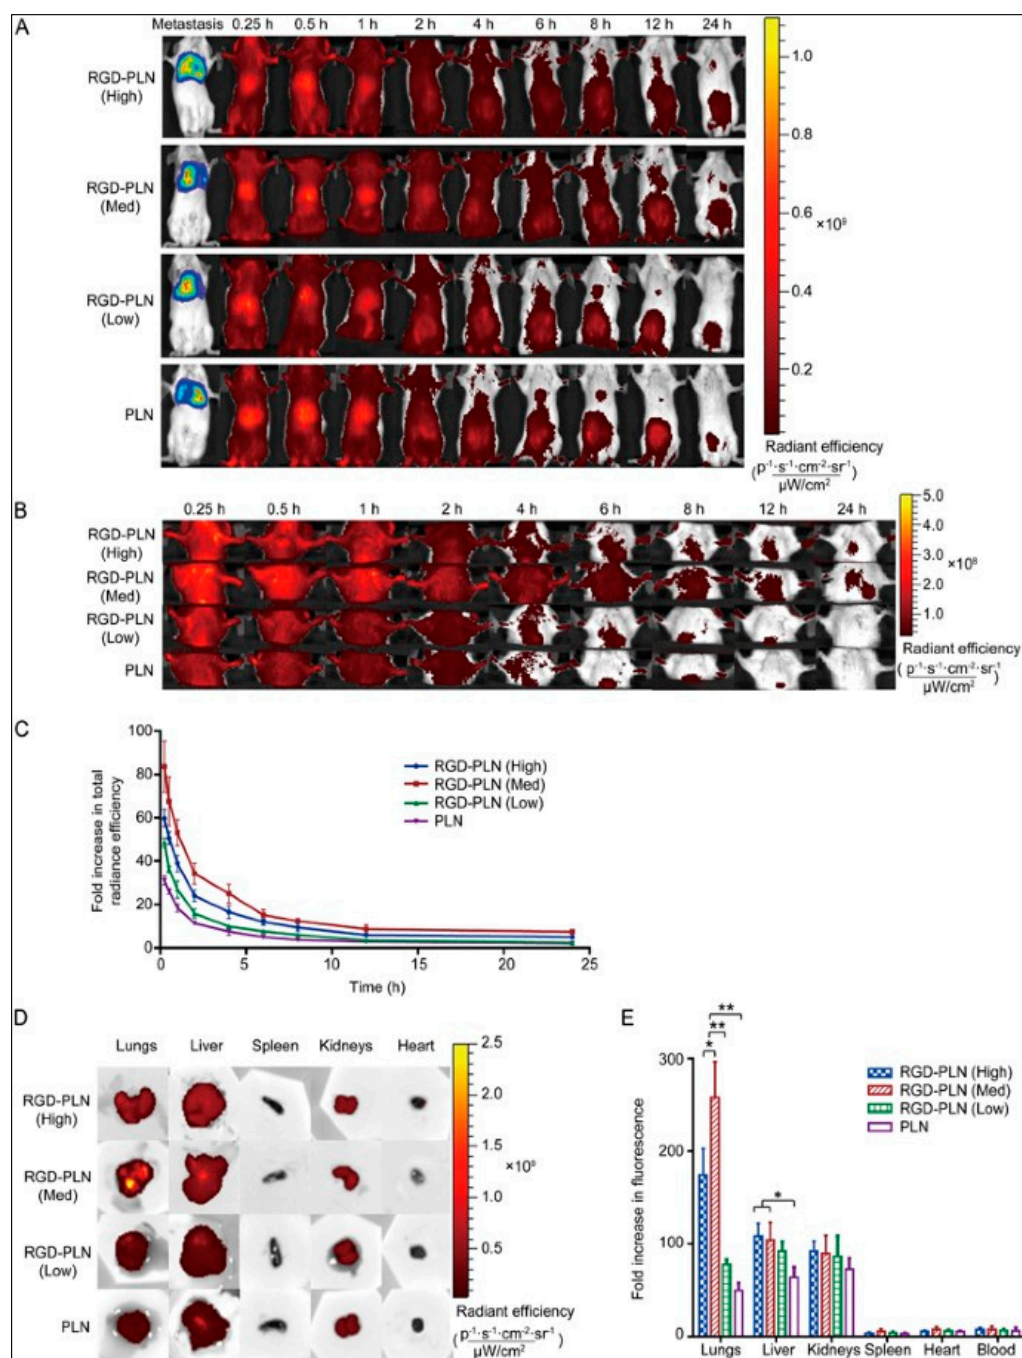 A
Metastasis 0.25 h 0.5 h 1 h 2 h 4 h 6 h 8 h 12 h 24 h
RGD-PLN
(High)
RGD-PLN
(Med)
RGD-PLN
(Low)
PLN
1.0
0.8
0.6
×10⁹
0.4
0.2
Radiant efficiency
(p⁻¹·s⁻¹·cm⁻²·sr⁻¹)
μW/cm²
B
0.25 h 0.5 h 1 h 2 h 4 h 6 h 8 h 12 h 24 h
RGD-PLN
(High)
RGD-PLN
(Med)
RGD-PLN
(Low)
PLN
5.0
4.0
3.0
×10⁸
2.0
1.0
Radiant efficiency
(p⁻¹·s⁻¹·cm⁻²·sr⁻¹)
μW/cm²
C
Fold increase in total
radiance efficiency
100
80
60
40
20
0
RGD-PLN (High)
RGD-PLN (Med)
RGD-PLN (Low)
PLN
0 5 10 15 20 25
Time (h)
D
Lungs Liver Spleen Kidneys Heart
RGD-PLN
(High)
RGD-PLN
(Med)
RGD-PLN
(Low)
PLN
2.5
2.0
1.5
1.0
0.5
Radiant efficiency
(p⁻¹·s⁻¹·cm⁻²·sr⁻¹)
μW/cm²
E
Fold increase in fluorescence
300
200
100
0
**
**
*
*
RGD-PLN (High)
RGD-PLN (Med)
RGD-PLN (Low)
PLN
Lungs Liver Kidneys Spleen Heart Blood